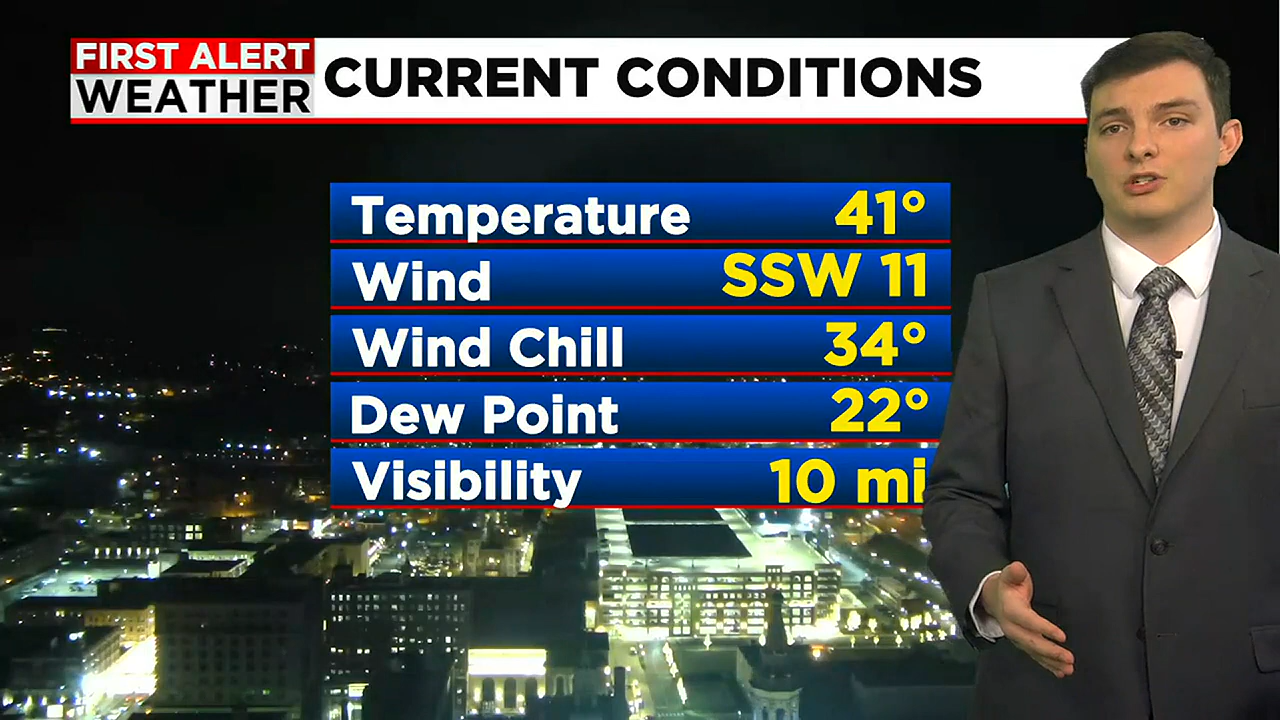 FIRST ALERT
WEATHER
CURRENT CONDITIONS
Temperature 41°
Wind SSW 11
Wind Chill 34°
Dew Point 22°
Visibility 10 mi